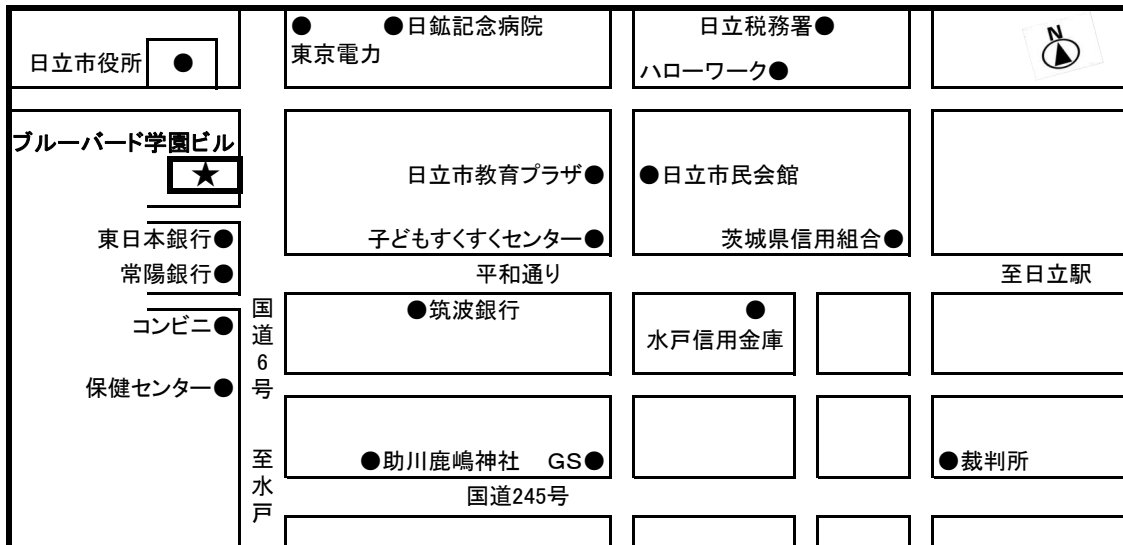 ●　●日鉱記念病院
東京電力
日立税務署●
ハローワーク●
N
日立市役所　●
ブルーバード学園ビル
★
日立市教育プラザ●
●日立市民会館
東日本銀行●
子どもすくすくセンター●
茨城県信用組合●
常陽銀行●
平和通り
至日立駅
コンビニ●
国道6号
●筑波銀行
●
水戸信用金庫
保健センター●
至水戸
●助川鹿嶋神社　GS●
●裁判所
国道245号